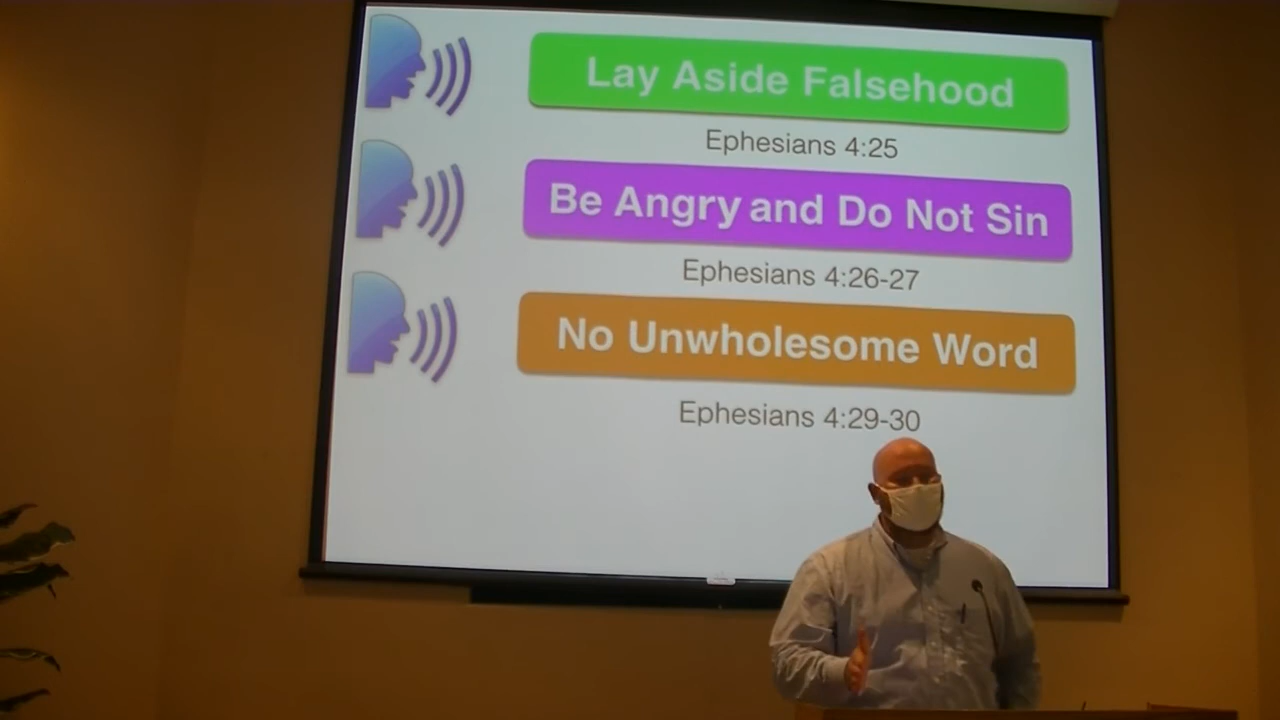 Lay Aside Falsehood
Ephesians 4:25
Be Angry and Do Not Sin
Ephesians 4:26-27
No Unwholesome Word
Ephesians 4:29-30